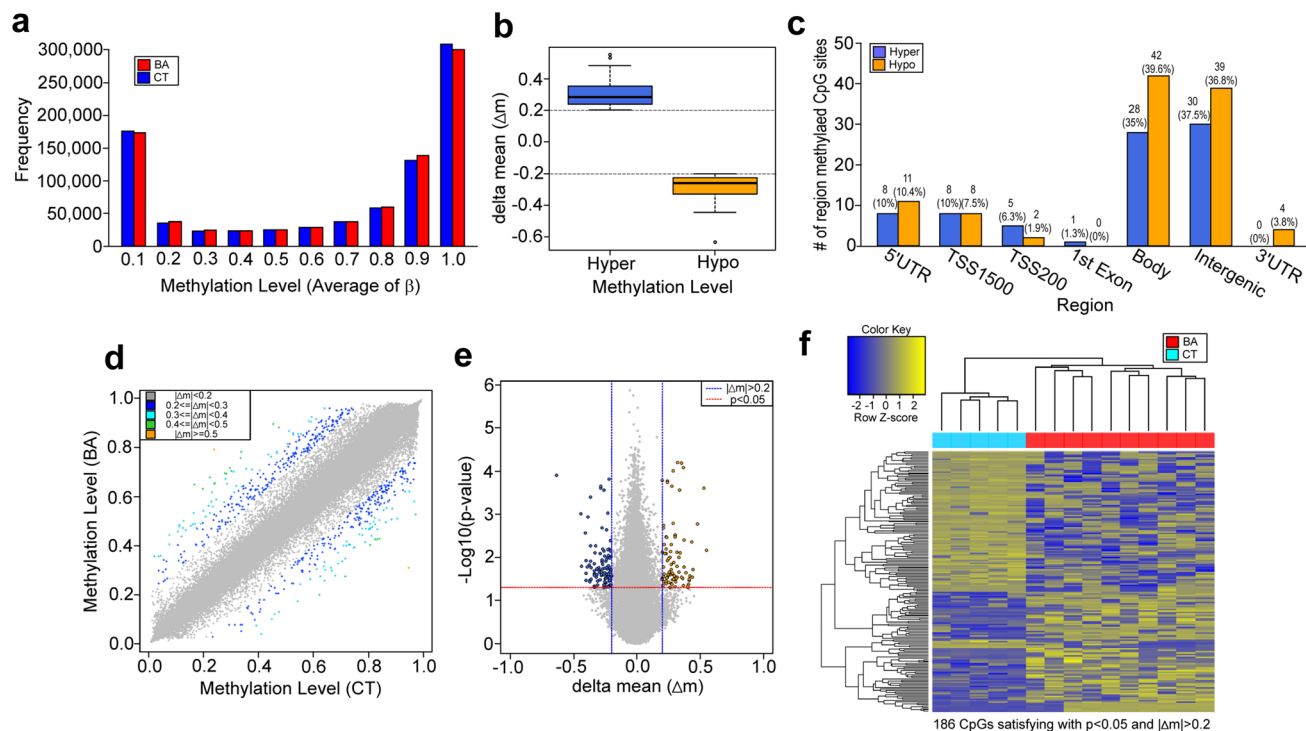 a
300,000
250,000
200,000
150,000
100,000
50,000
0
Frequency
BA
CT
0.1 0.2 0.3 0.4 0.5 0.6 0.7 0.8 0.9 1.0
Methylation Level (Average of β)
b
0.4
0.2
0.0
-0.2
-0.4
-0.6
delta mean (Δm)
Hyper Hypo
Methylation Level
c
50
40
30
20
10
0
# of region methylaed CpG sites
Hyper
Hypo
8
(10%)
11
(10.4%)
8
(10%)
8
(7.5%)
5
(6.3%)
2
(1.9%)
1
(1.3%)
0
(0%)
28
(35%)
42
(39.6%)
30
(37.5%)
39
(36.8%)
0
(0%)
4
(3.8%)
5'UTR TSS1500 TSS200 1st Exon Body Intergenic 3'UTR
Region
d
1.0
0.8
0.6
0.4
0.2
0.0
Methylation Level (BA)
|Δm|<0.2
0.2<=|Δm|<0.3
0.3<=|Δm|<0.4
0.4<=|Δm|<0.5
|Δm|>=0.5
0.0 0.2 0.4 0.6 0.8 1.0
Methylation Level (CT)
e
6
5
4
3
2
1
0
-Log10(p-value)
|Δm|>0.2
p<0.05
-1.0 -0.5 0.0 0.5 1.0
delta mean (Δm)
f
Color Key
-2 -1 0 1 2
Row Z-score
BA
CT
186 CpGs satisfying with p<0.05 and |Δm|>0.2